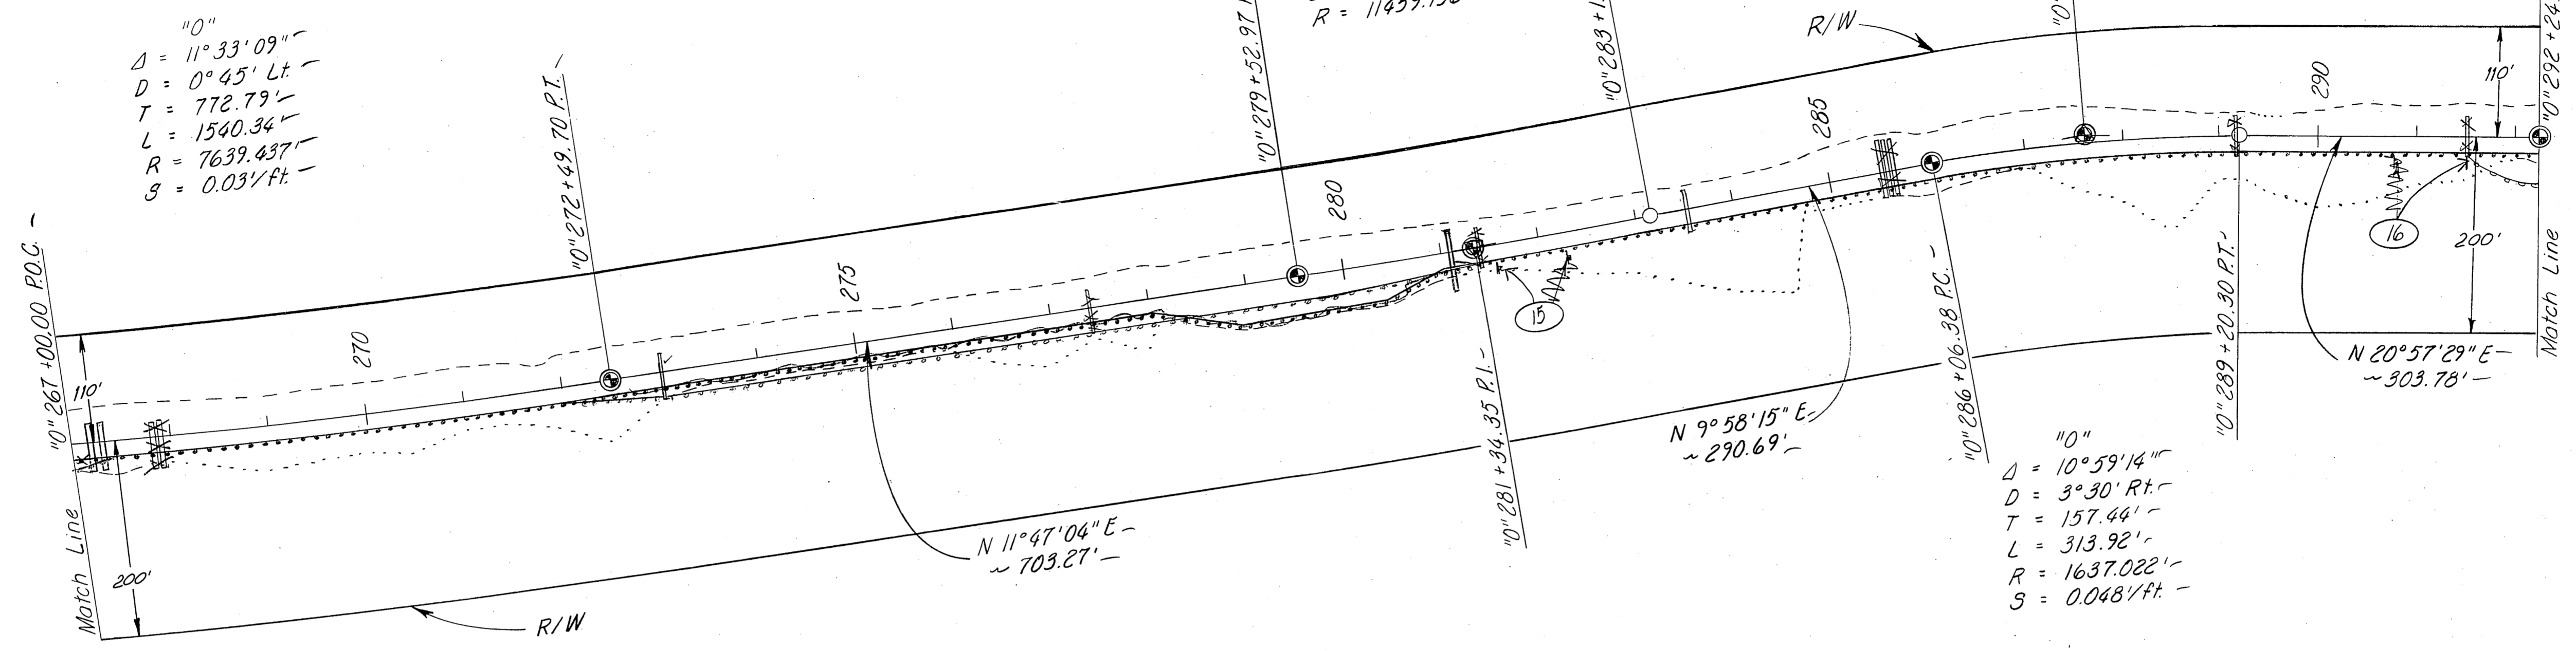 "O"
Δ = 11°33'09"
D = 0°45' Lt.
T = 772.79'
L = 1540.34'
R = 7639.437'
S = 0.03'/ft.
"O" 267+00.00 P.O.C.
Match Line
110'
200'
R/W
270
"O" 272+49.70 P.T.
275
N 11°47'04" E
~ 703.27'
"O" 279+52.97
280
"O" 281+34.35 P.I.
15
"O" 283+1
N 9°58'15" E
~ 290.69'
285
R/W
"O" 286+06.38 P.C.
"O"
Δ = 10°59'14"
D = 3°30' Rt.
T = 157.44'
L = 313.92'
R = 1637.022'
S = 0.048'/ft.
"O" 289+20.30 P.T.
290
16
N 20°57'29" E
~ 303.78'
110'
200'
"O" 292+24.
Match Line